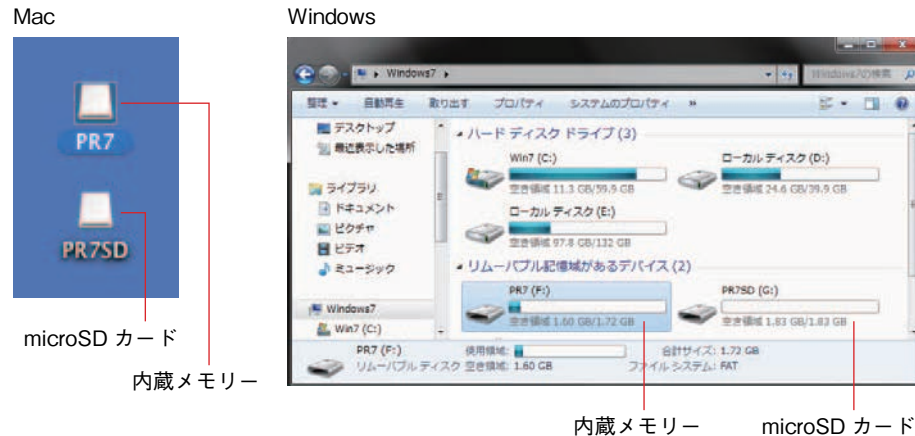 Mac
PR7
PR7SD
microSD カード
内蔵メモリー
Windows
Windows7
Windows7の検索
整理
自動再生
取り出す
プロパティ
システムのプロパティ
»
デスクトップ
最近表示した場所
ライブラリ
ドキュメント
ピクチャ
ビデオ
ミュージック
Windows7
Win7 (C:)
ハード ディスク ドライブ (3)
Win7 (C:)
空き領域 11.3 GB/59.9 GB
ローカル ディスク (D:)
空き領域 24.6 GB/39.9 GB
ローカル ディスク (E:)
空き領域 97.8 GB/132 GB
リムーバブル記憶域があるデバイス (2)
PR7 (F:)
空き領域 1.60 GB/1.72 GB
PR7SD (G:)
空き領域 1.83 GB/1.83 GB
PR7 (F:) 使用領域: 合計サイズ: 1.72 GB
リムーバブル ディスク 空き領域: 1.60 GB ファイル システム: FAT
内蔵メモリー
microSD カード